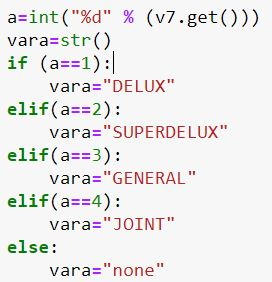 a=int("%d" % (v7.get()))
vara=str()
if (a==1):
    vara="DELUX"
elif(a==2):
    vara="SUPERDELUX"
elif(a==3):
    vara="GENERAL"
elif(a==4):
    vara="JOINT"
else:
    vara="none"